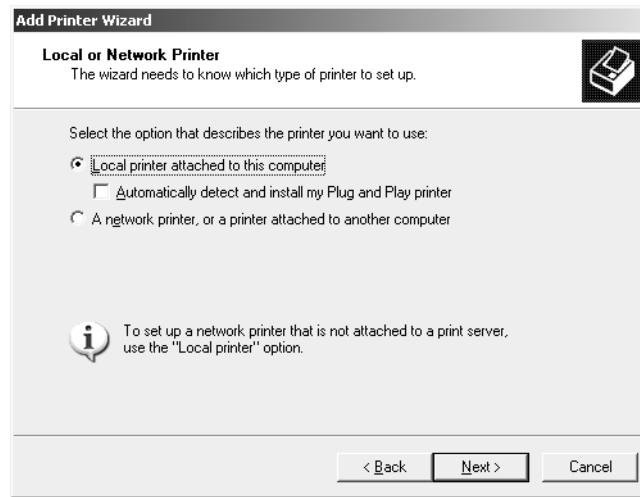 Add Printer Wizard
Local or Network Printer
The wizard needs to know which type of printer to set up.
Select the option that describes the printer you want to use:
Local printer attached to this computer
Automatically detect and install my Plug and Play printer
A network printer, or a printer attached to another computer
To set up a network printer that is not attached to a print server,
use the "Local printer" option.
< Back Next > Cancel